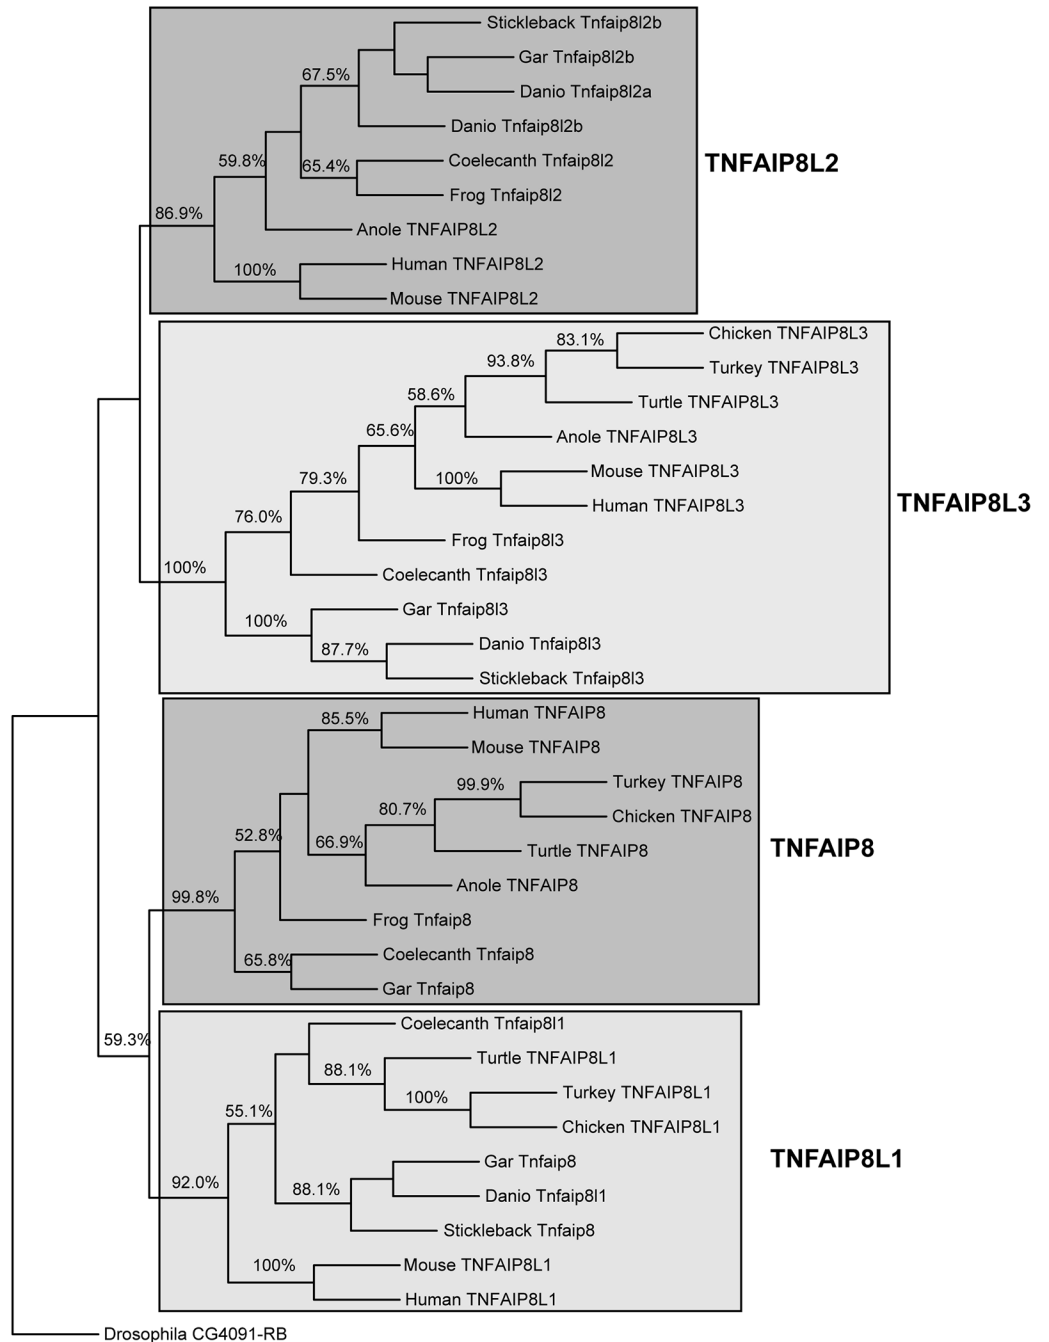 Stickleback Tnfaip8l2b
Gar Tnfaip8l2b
67.5%
Danio Tnfaip8l2a
Danio Tnfaip8l2b
59.8%
65.4%
Coelecanth Tnfaip8l2
TNFAIP8L2
Frog Tnfaip8l2
86.9%
Anole TNFAIP8L2
100%
Human TNFAIP8L2
Mouse TNFAIP8L2
83.1%
Chicken TNFAIP8L3
93.8%
Turkey TNFAIP8L3
58.6%
Turtle TNFAIP8L3
65.6%
Anole TNFAIP8L3
79.3%
100%
Mouse TNFAIP8L3
Human TNFAIP8L3
TNFAIP8L3
76.0%
Frog Tnfaip8l3
100%
Coelecanth Tnfaip8l3
100%
Gar Tnfaip8l3
87.7%
Danio Tnfaip8l3
Stickleback Tnfaip8l3
85.5%
Human TNFAIP8
Mouse TNFAIP8
99.9%
Turkey TNFAIP8
80.7%
Chicken TNFAIP8
52.8%
66.9%
Turtle TNFAIP8
TNFAIP8
99.8%
Anole TNFAIP8
Frog Tnfaip8
65.8%
Coelecanth Tnfaip8
Gar Tnfaip8
59.3%
Coelecanth Tnfaip8l1
88.1%
Turtle TNFAIP8L1
100%
Turkey TNFAIP8L1
55.1%
Chicken TNFAIP8L1
TNFAIP8L1
92.0%
88.1%
Gar Tnfaip8
Danio Tnfaip8l1
Stickleback Tnfaip8
100%
Mouse TNFAIP8L1
Human TNFAIP8L1
Drosophila CG4091-RB